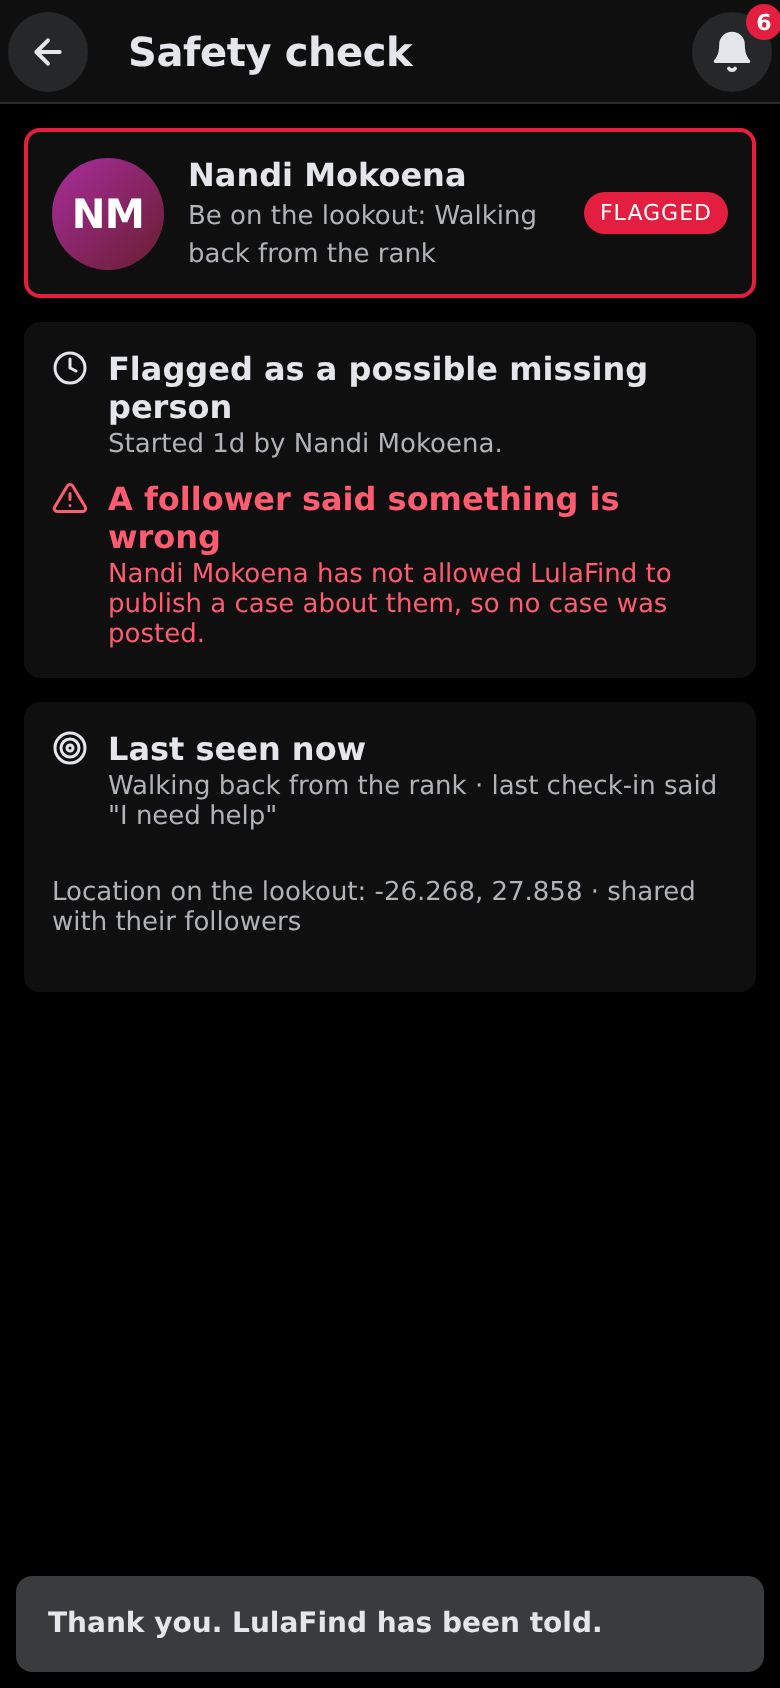 Safety check
6
NM
Nandi Mokoena
Be on the lookout: Walking
back from the rank
FLAGGED
Flagged as a possible missing
person
Started 1d by Nandi Mokoena.
A follower said something is
wrong
Nandi Mokoena has not allowed LulaFind to
publish a case about them, so no case was
posted.
Last seen now
Walking back from the rank · last check-in said
"I need help"
Location on the lookout: -26.268, 27.858 · shared
with their followers
Thank you. LulaFind has been told.